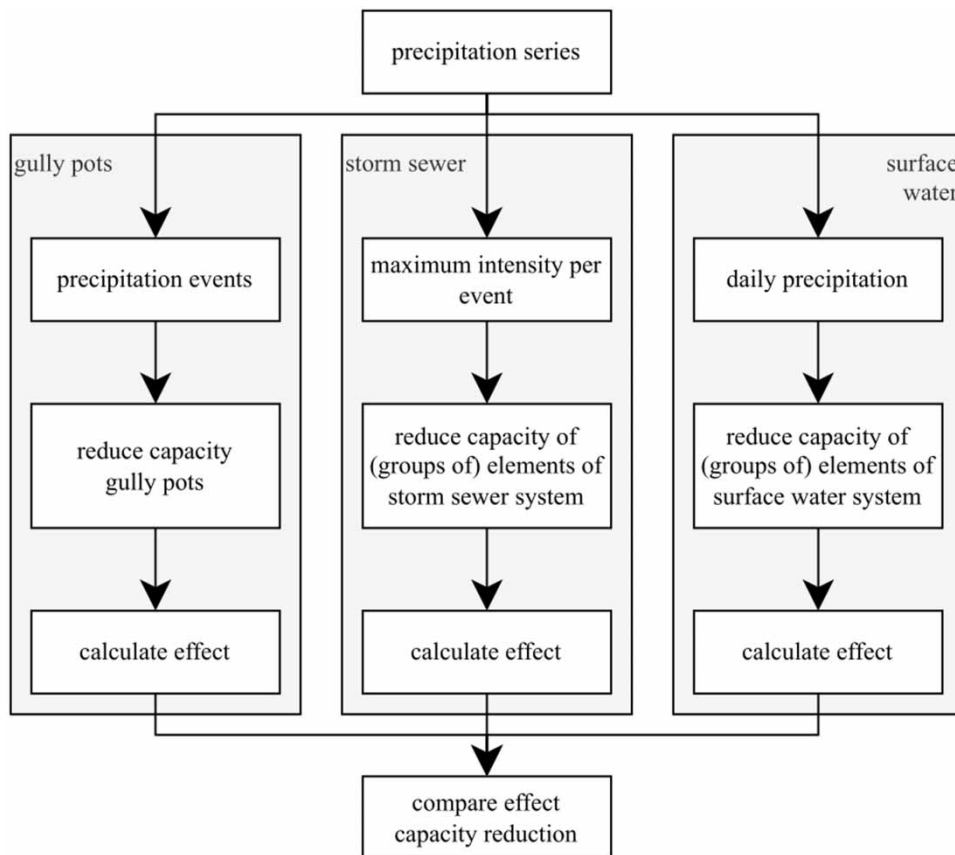 precipitation series
gully pots
precipitation events
reduce capacity
gully pots
calculate effect
storm sewer
maximum intensity per
event
reduce capacity of
(groups of) elements of
storm sewer system
calculate effect
surface
water
daily precipitation
reduce capacity of
(groups of) elements of
surface water system
calculate effect
compare effect
capacity reduction